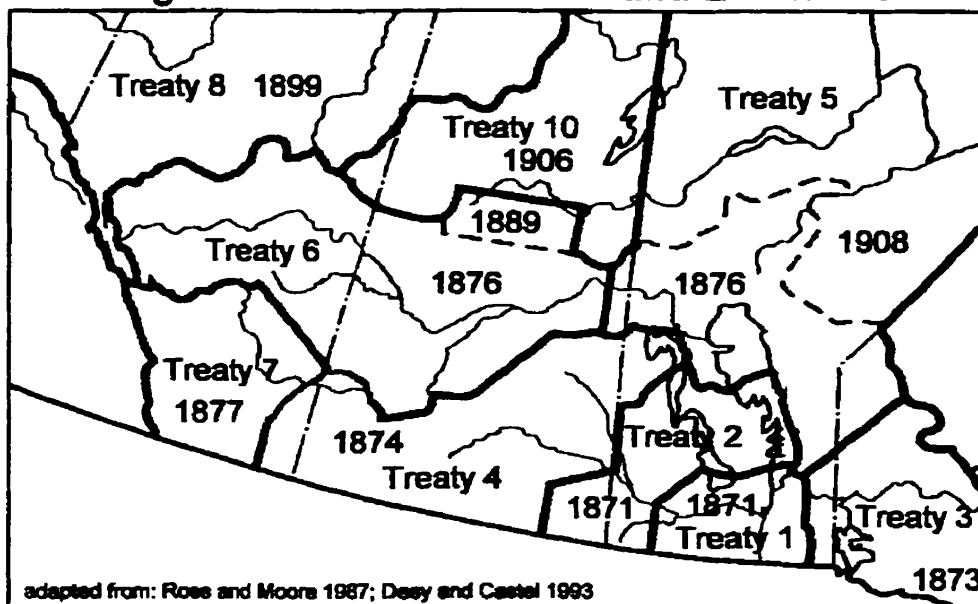 Treaty 8 1899
Treaty 5
Treaty 10
1906
1889
1908
Treaty 6
1876
1876
Treaty 7
1877
1874
Treaty 2
Treaty 4
1871
1871
Treaty 1
Treaty 3
1873
adapted from: Ross and Moore 1987; Desy and Castel 1993